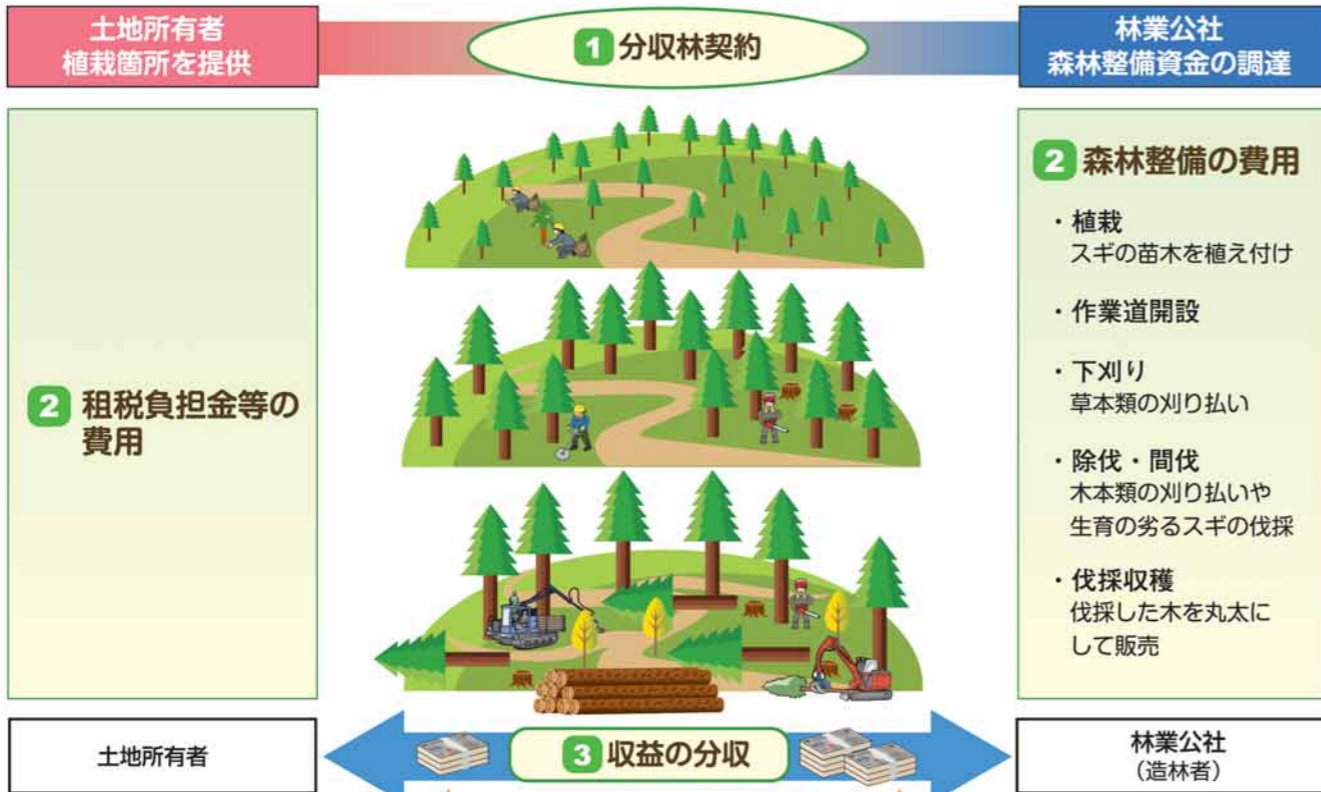 土地所有者
植栽箇所を提供
1 分収林契約
林業公社
森林整備資金の調達
2 租税負担金等の
費用
2 森林整備の費用
・植栽
スギの苗木を植え付け
・作業道開設
・下刈り
草本類の刈り払い
・除伐・間伐
木本類の刈り払いや
生育の劣るスギの伐採
・伐採収穫
伐採した木を丸太に
して販売
土地所有者
3 収益の分収
林業公社
（造林者）